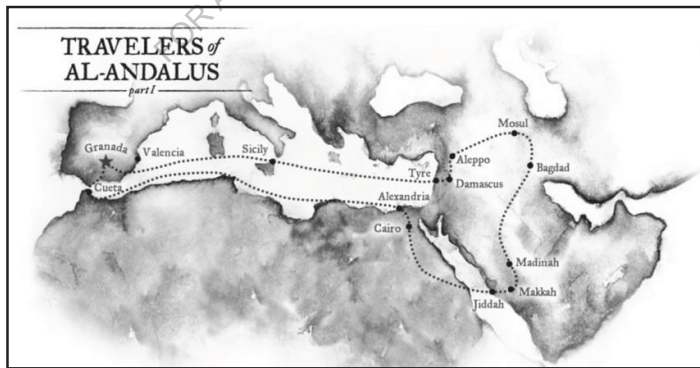 FOR
TRAVELERS of
AL-ANDALUS
part I
Granada
Valencia
Cueta
Sicily
Tyre
Alexandria
Cairo
Aleppo
Damascus
Mosul
Bagdad
Madinah
Makkah
Jiddah